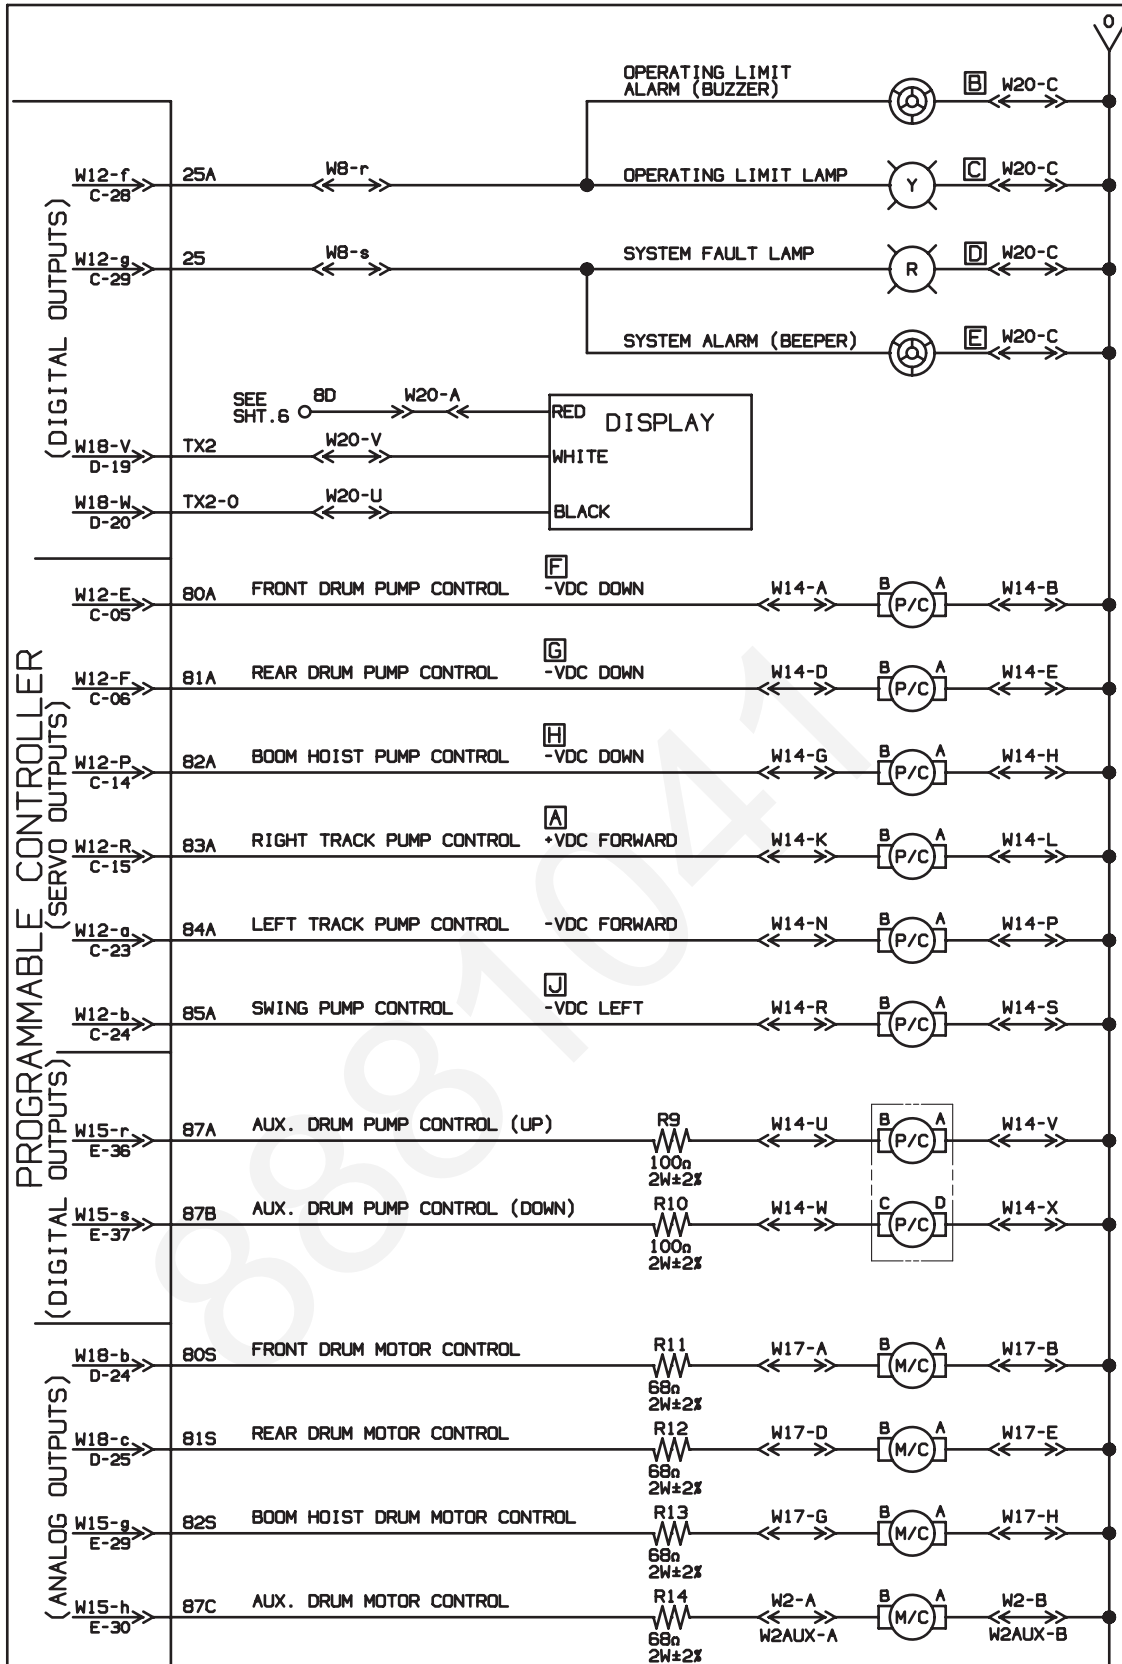 0
OPERATING LIMIT
ALARM (BUZZER)
B W20-C
W12-f
C-28
25A
W8-r
OPERATING LIMIT LAMP
Y
C W20-C
W12-g
C-29
25
W8-s
SYSTEM FAULT LAMP
R
D W20-C
SYSTEM ALARM (BEEPER)
E W20-C
(DIGITAL OUTPUTS)
SEE
SHT.6
8D
W20-A
RED
DISPLAY
W18-V
D-19
TX2
W20-V
WHITE
W18-W
D-20
TX2-0
W20-U
BLACK
PROGRAMMABLE CONTROLLER
(SERVO OUTPUTS)
W12-E
C-05
80A
FRONT DRUM PUMP CONTROL
F
-VDC DOWN
W14-A
B P/C A
W14-B
W12-F
C-06
81A
REAR DRUM PUMP CONTROL
G
-VDC DOWN
W14-D
B P/C A
W14-E
W12-P
C-14
82A
BOOM HOIST PUMP CONTROL
H
-VDC DOWN
W14-G
B P/C A
W14-H
W12-R
C-15
83A
RIGHT TRACK PUMP CONTROL
A
+VDC FORWARD
W14-K
B P/C A
W14-L
W12-a
C-23
84A
LEFT TRACK PUMP CONTROL
-VDC FORWARD
W14-N
B P/C A
W14-P
W12-b
C-24
85A
SWING PUMP CONTROL
J
-VDC LEFT
W14-R
B P/C A
W14-S
(DIGITAL OUTPUTS)
W15-r
E-36
87A
AUX. DRUM PUMP CONTROL (UP)
R9
100Ω
2W±2%
W14-U
B P/C A
W14-V
W15-s
E-37
87B
AUX. DRUM PUMP CONTROL (DOWN)
R10
100Ω
2W±2%
W14-W
C P/C D
W14-X
(ANALOG OUTPUTS)
W18-b
D-24
80S
FRONT DRUM MOTOR CONTROL
R11
68Ω
2W±2%
W17-A
B M/C A
W17-B
W18-c
D-25
81S
REAR DRUM MOTOR CONTROL
R12
68Ω
2W±2%
W17-D
B M/C A
W17-E
W15-g
E-29
82S
BOOM HOIST DRUM MOTOR CONTROL
R13
68Ω
2W±2%
W17-G
B M/C A
W17-H
W15-h
E-30
87C
AUX. DRUM MOTOR CONTROL
R14
68Ω
2W±2%
W2-A
W2AUX-A
B M/C A
W2-B
W2AUX-B
8881041